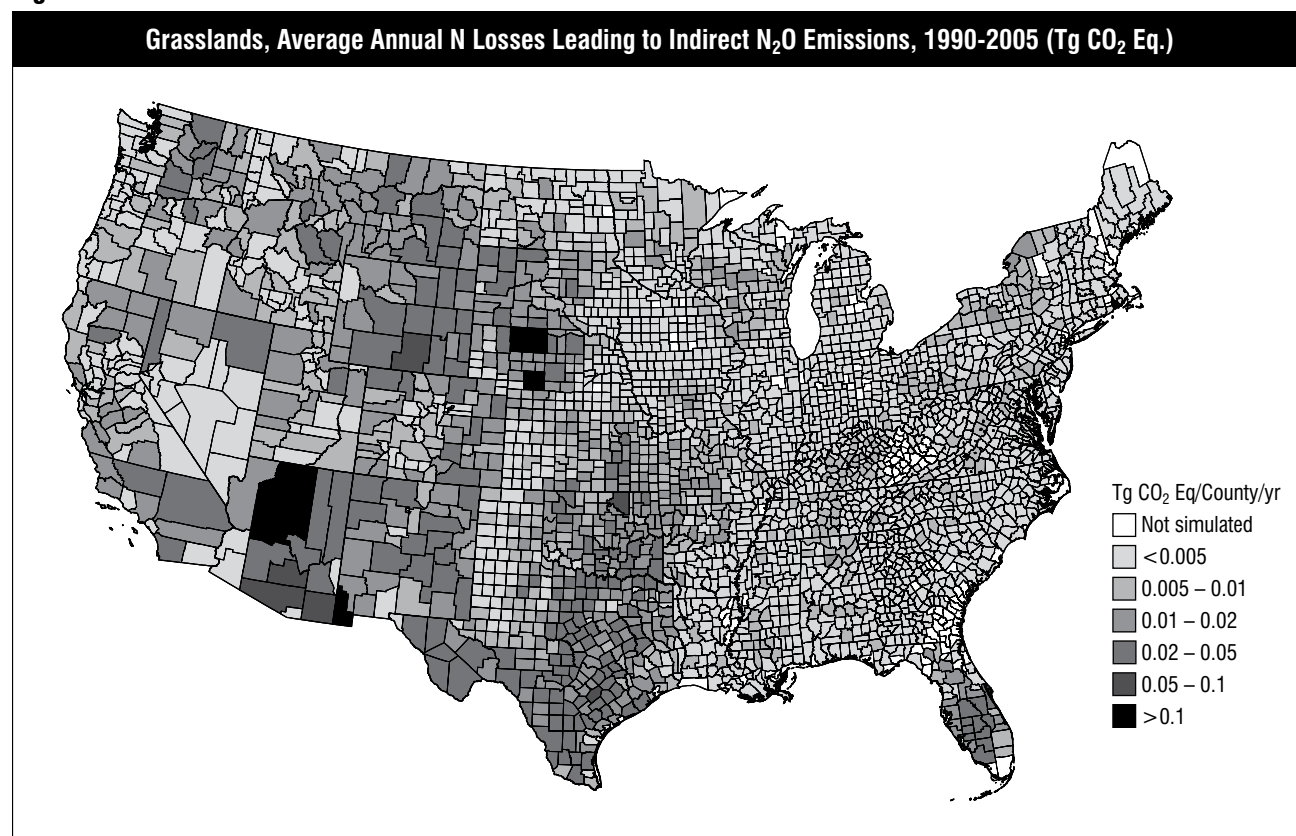 Grasslands, Average Annual N Losses Leading to Indirect N₂O Emissions, 1990-2005 (Tg CO₂ Eq.)
Tg CO₂ Eq/County/yr
Not simulated
<0.005
0.005 – 0.01
0.01 – 0.02
0.02 – 0.05
0.05 – 0.1
>0.1